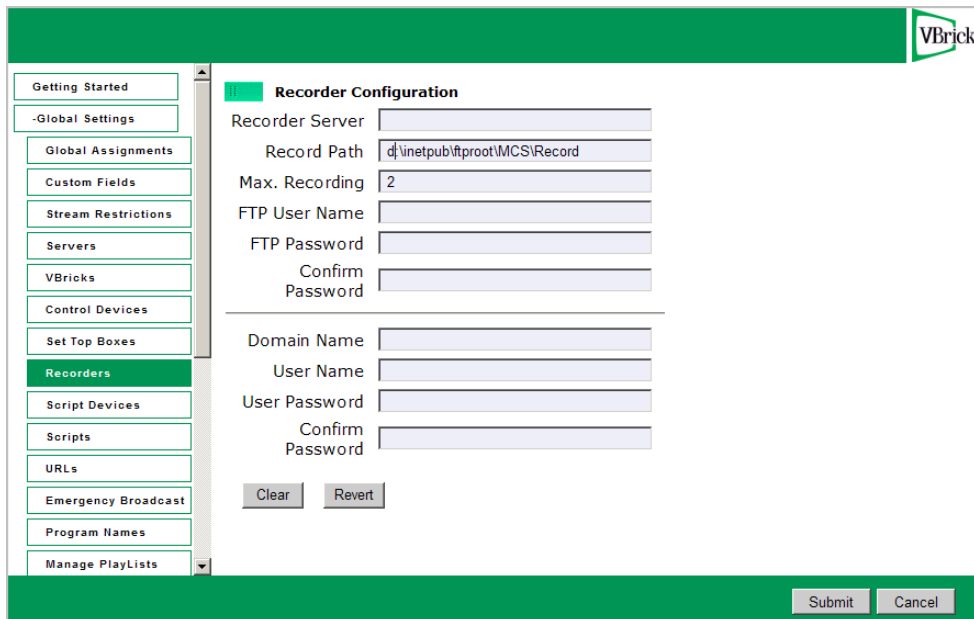 VBrick
Getting Started
-Global Settings
Global Assignments
Custom Fields
Stream Restrictions
Servers
VBricks
Control Devices
Set Top Boxes
Recorders
Script Devices
Scripts
URLs
Emergency Broadcast
Program Names
Manage PlayLists
Recorder Configuration
Recorder Server
Record Path d:\inetpub\ftproot\MCS\Record
Max. Recording 2
FTP User Name
FTP Password
Confirm
Password
Domain Name
User Name
User Password
Confirm
Password
Clear Revert
Submit Cancel